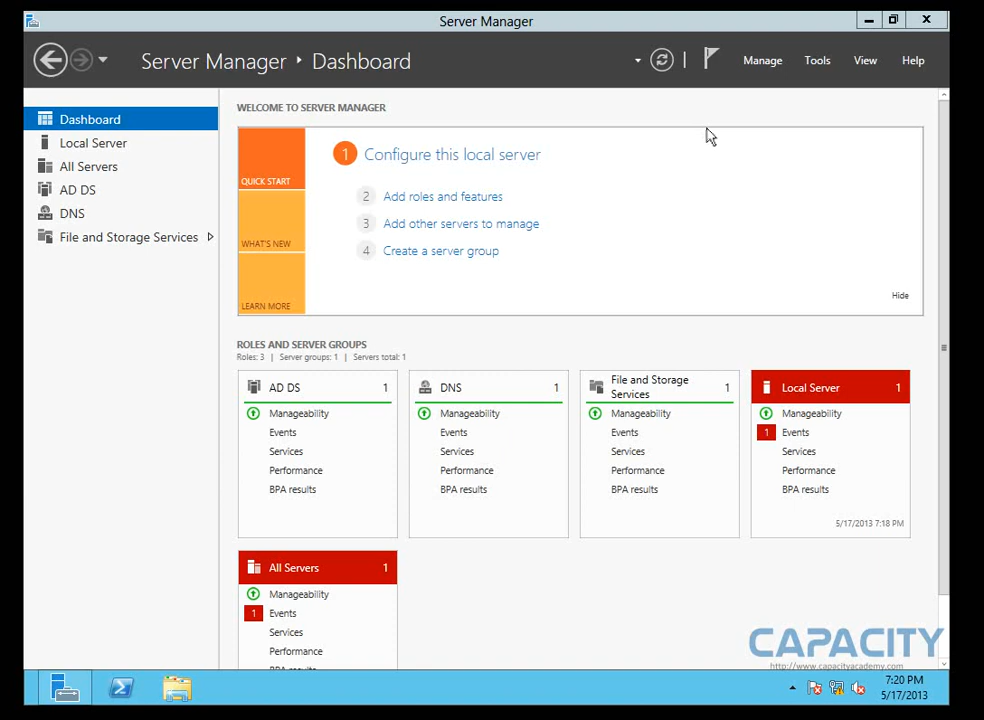 Server Manager
Server Manager ‣ Dashboard
Manage Tools View Help
Dashboard
Local Server
All Servers
AD DS
DNS
File and Storage Services
WELCOME TO SERVER MANAGER
QUICK START
WHAT'S NEW
LEARN MORE
1 Configure this local server
2 Add roles and features
3 Add other servers to manage
4 Create a server group
Hide
ROLES AND SERVER GROUPS
Roles: 3 | Server groups: 1 | Servers total: 1
AD DS 1
Manageability
Events
Services
Performance
BPA results
DNS 1
Manageability
Events
Services
Performance
BPA results
File and Storage
Services 1
Manageability
Events
Services
Performance
BPA results
Local Server 1
Manageability
1 Events
Services
Performance
BPA results
5/17/2013 7:18 PM
All Servers 1
Manageability
1 Events
Services
Performance
BPA results
CAPACITY
http://www.capacityacademy.com
7:20 PM
5/17/2013